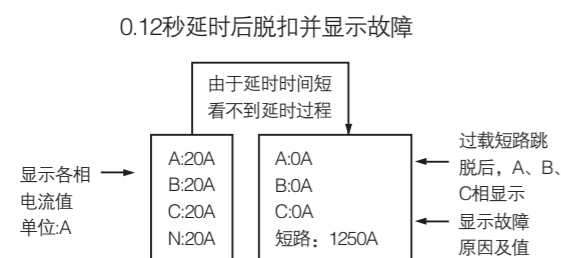 0.12秒延时后脱扣并显示故障
由于延时时间短
看不到延时过程
显示各相
电流值
单位:A
A:20A
B:20A
C:20A
N:20A
A:0A
B:0A
C:0A
短路：1250A
过载短路跳
脱后，A、B、
C相显示
显示故障
原因及值